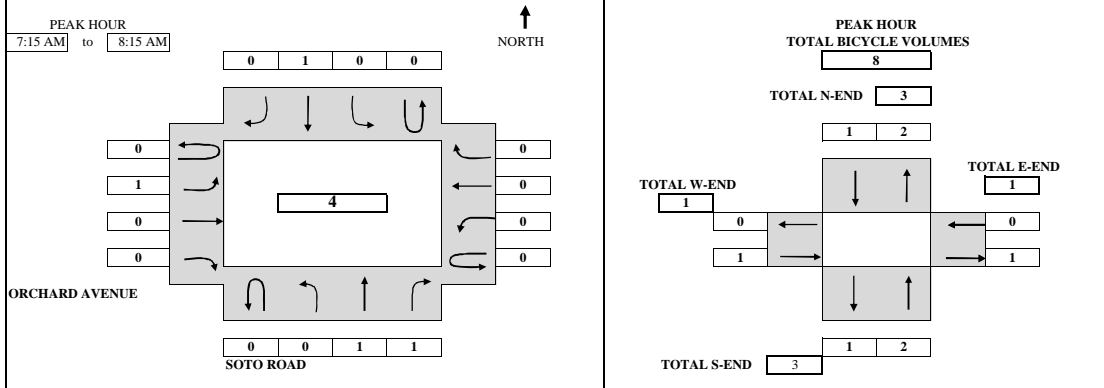 PEAK HOUR
7:15 AM to 8:15 AM
NORTH
0 1 0 0
0
1
0
0
4
0
0
0
0
ORCHARD AVENUE
0 0 1 1
SOTO ROAD
PEAK HOUR
TOTAL BICYCLE VOLUMES
8
TOTAL N-END 3
1 2
TOTAL E-END
1
TOTAL W-END
1
0
1
0
1
1 2
TOTAL S-END 3